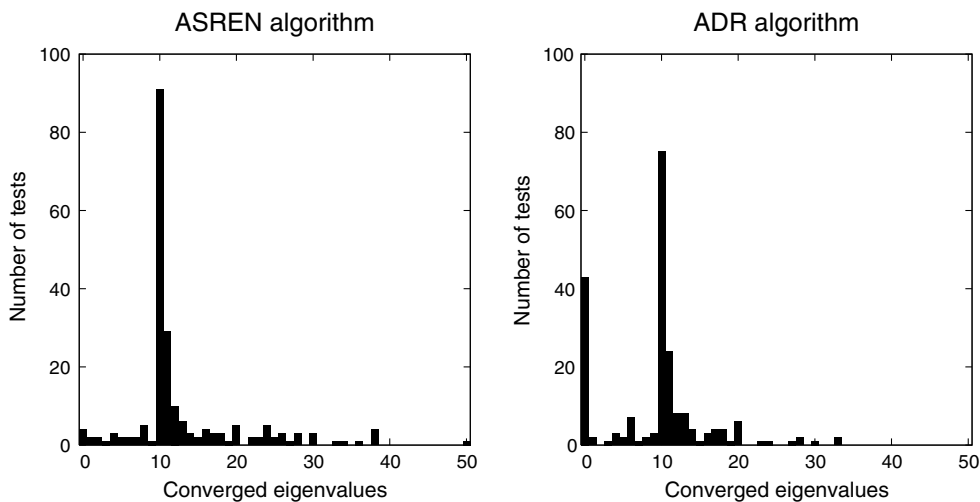 ASREN algorithm
100
80
60
40
20
0
0 10 20 30 40 50
Number of tests
Converged eigenvalues
ADR algorithm
100
80
60
40
20
0
0 10 20 30 40 50
Number of tests
Converged eigenvalues